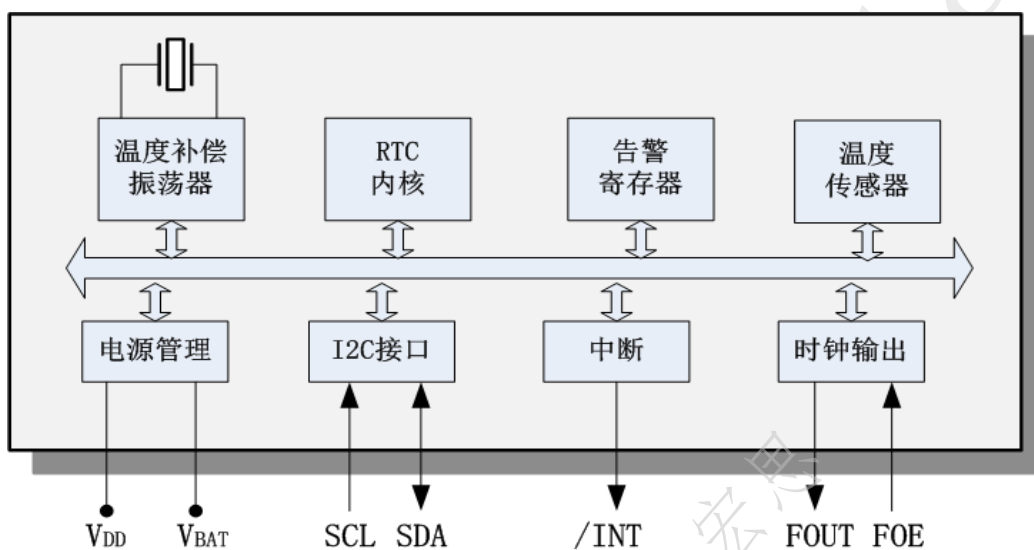 温度补偿
振荡器
RTC
内核
告警
寄存器
温度
传感器
电源管理
I2C接口
中断
时钟输出
VDD
VBAT
SCL
SDA
/INT
FOUT
FOE
宏思